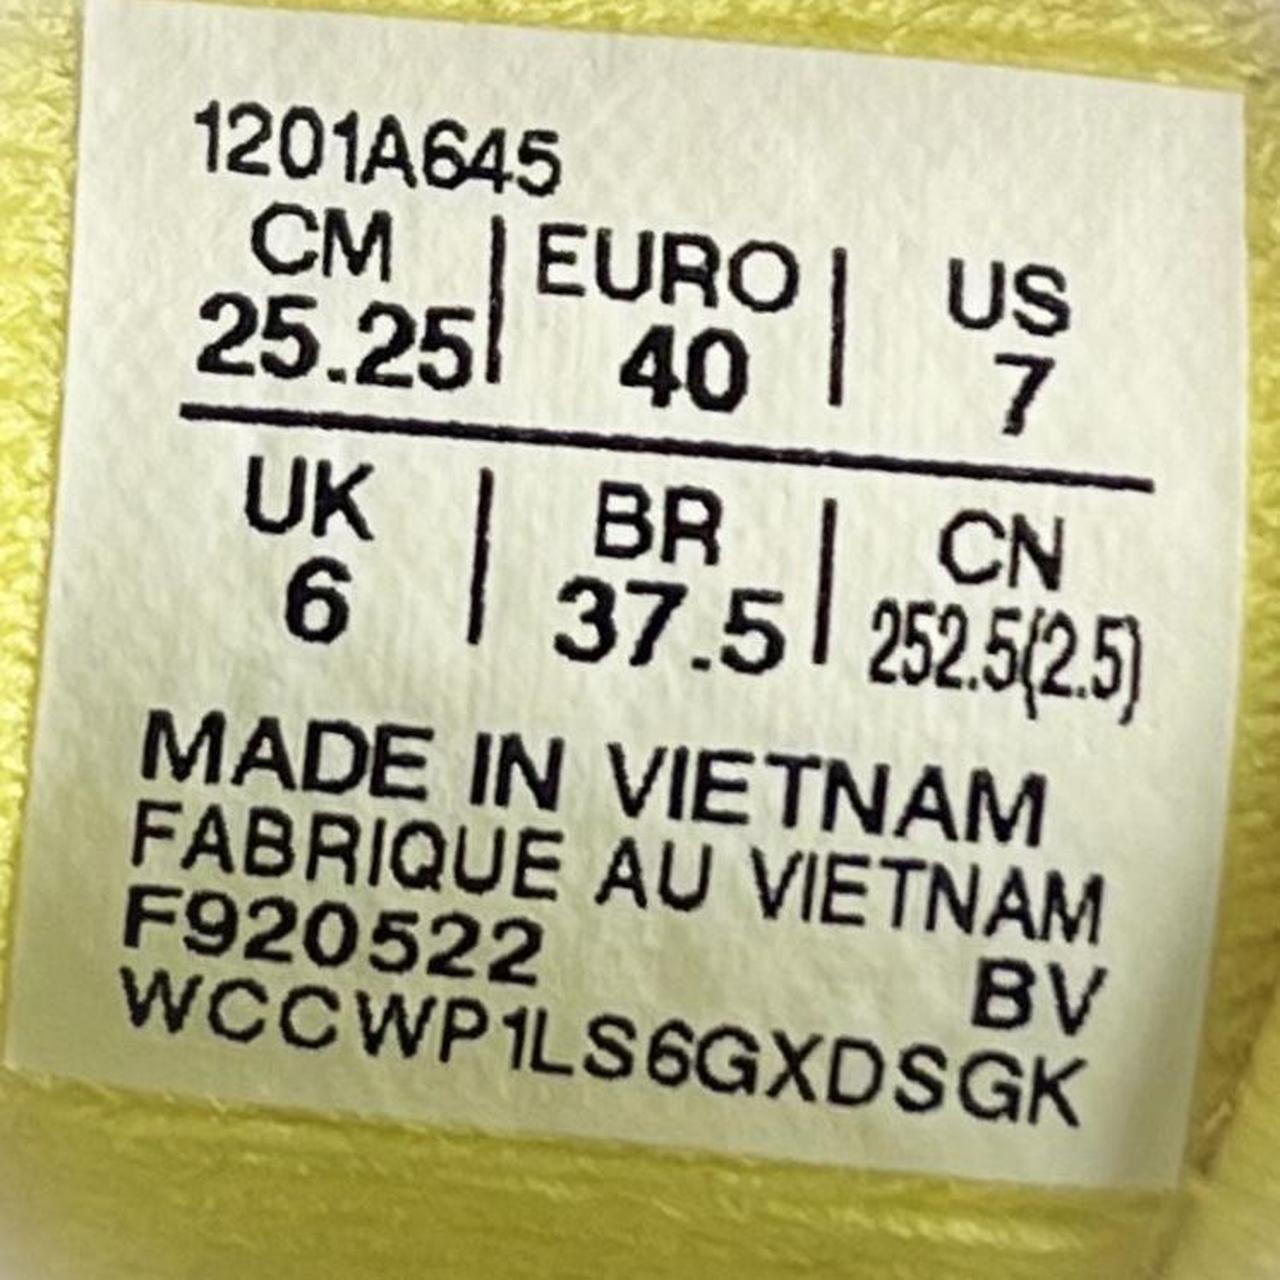 1201A645
CM | EURO | US
25.25 | 40 | 7
UK | BR | CN
6 | 37.5 | 252.5(2.5)
MADE IN VIETNAM
FABRIQUE AU VIETNAM
F920522 BV
WCCWP1LS6GXDSGK